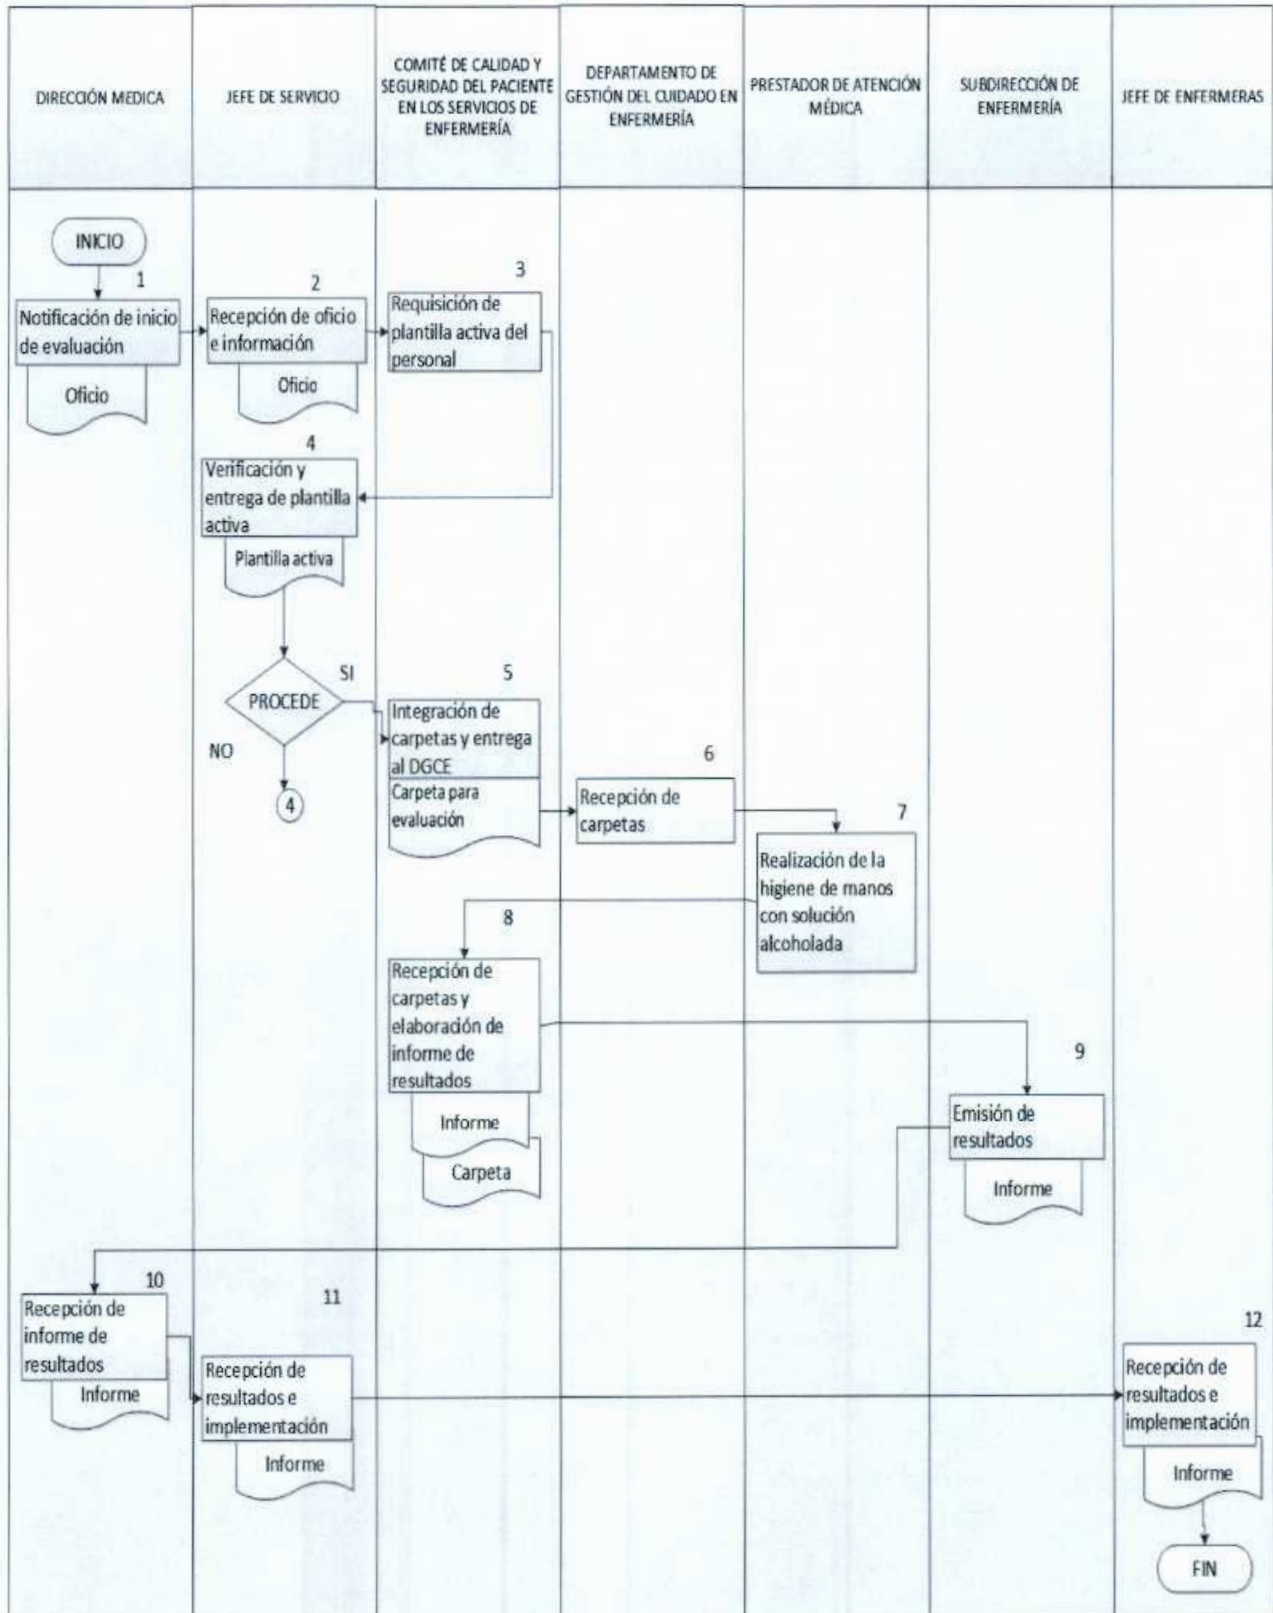 DIRECCIÓN MEDICA
JEFE DE SERVICIO
COMITÉ DE CALIDAD Y
SEGURIDAD DEL PACIENTE
EN LOS SERVICIOS DE
ENFERMERÍA
DEPARTAMENTO DE
GESTIÓN DEL CUIDADO EN
ENFERMERÍA
PRESTADOR DE ATENCIÓN
MÉDICA
SUBDIRECCIÓN DE
ENFERMERÍA
JEFE DE ENFERMERAS
INICIO
1
Notificación de inicio
de evaluación
Oficio
2
Recepción de oficio
e información
Oficio
3
Requisición de
plantilla activa del
personal
4
Verificación y
entrega de plantilla
activa
Plantilla activa
PROCEDE
SI
NO
4
5
Integración de
carpetas y entrega
al DGCE
Carpeta para
evaluación
6
Recepción de
carpetas
7
Realización de la
higiene de manos
con solución
alcoholada
8
Recepción de
carpetas y
elaboración de
informe de
resultados
Informe
Carpeta
9
Emisión de
resultados
Informe
10
Recepción de
informe de
resultados
Informe
11
Recepción de
resultados e
implementación
Informe
12
Recepción de
resultados e
implementación
Informe
FIN